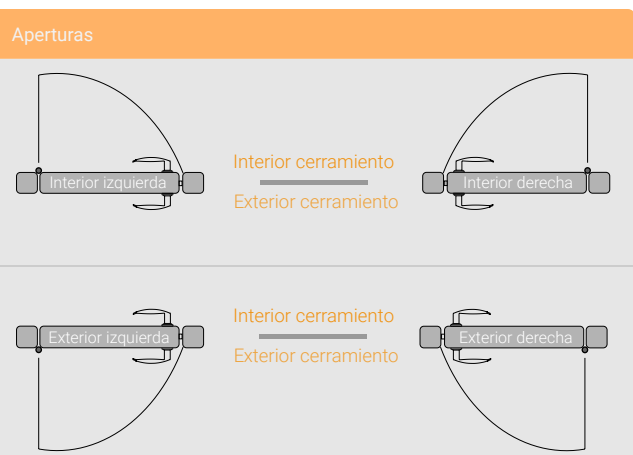 Aperturas
Interior cerramiento
Interior izquierda
Interior derecha
Exterior cerramiento
Interior cerramiento
Exterior izquierda
Exterior derecha
Exterior cerramiento